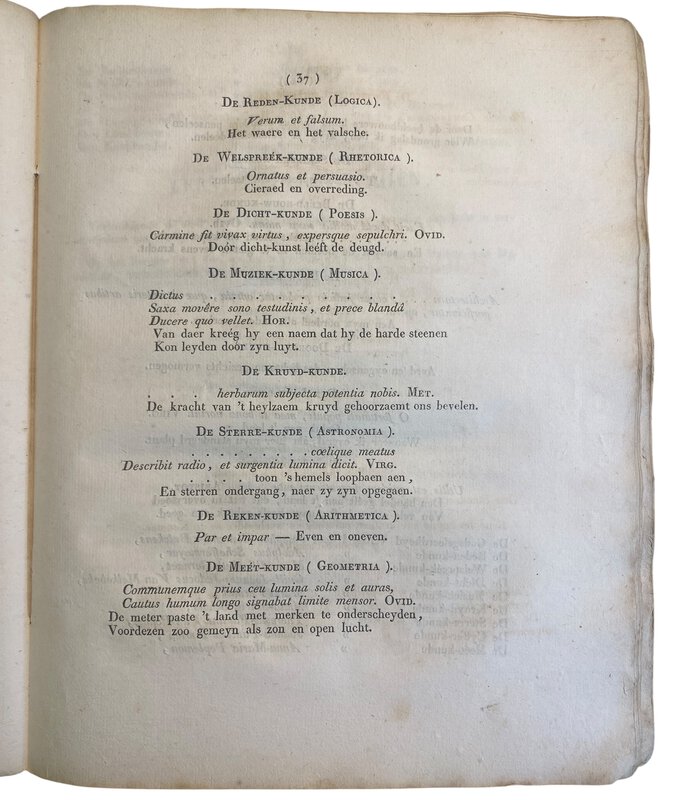 ( 37 )
De Reden-Kunde (Logica).
Verum et falsum.
Het waere en het valsche.
De Welspreék-kunde ( Rhetorica ).
Ornatus et persuasio.
Cieraed en overreding.
De Dicht-kunde ( Poesis ).
Carmine fit vivax virtus , expersque sepulchri. Ovid.
Doór dicht-kunst leéft de deugd.
De Muziek-kunde ( Musica ).
Dictus . . . . . . . . . . .
Saxa movêre sono testudinis , et prece blandâ
Ducere quo vellet. Hor.
Van daer kreég hy een naem dat hy de harde steenen
Kon leyden doór zyn luyt.
De Kruyd-kunde.
. . . herbarum subjecta potentia nobis. Met.
De kracht van 't heylzaem kruyd gehoorzaemt ons bevelen.
De Sterre-kunde ( Astronomia ).
. . . . . . . . . cœlique meatus
Describit radio , et surgentia lumina dicit. Virg.
. . . . toon 's hemels loopbaen aen ,
En sterren ondergang , naer zy zyn opgegaen.
De Reken-kunde ( Arithmetica ).
Par et impar — Even en oneven.
De Meét-kunde ( Geometria ).
Communemque prius ceu lumina solis et auras,
Cautus humum longo signabat limite mensor. Ovid.
De meter paste 't land met merken te onderscheyden ,
Voordezen zoo gemeyn als zon en open lucht.